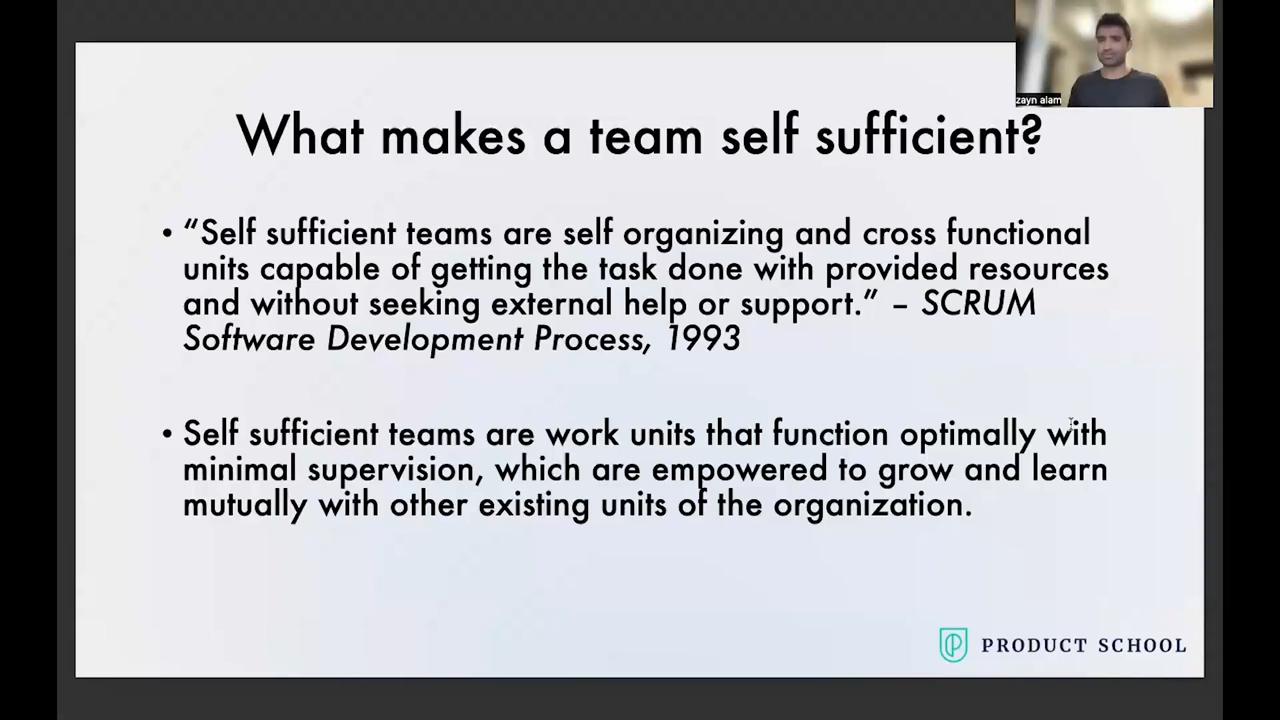 zayn alam
What makes a team self sufficient?
• “Self sufficient teams are self organizing and cross functional
units capable of getting the task done with provided resources
and without seeking external help or support.” – SCRUM
Software Development Process, 1993
• Self sufficient teams are work units that function optimally with
minimal supervision, which are empowered to grow and learn
mutually with other existing units of the organization.
PRODUCT SCHOOL